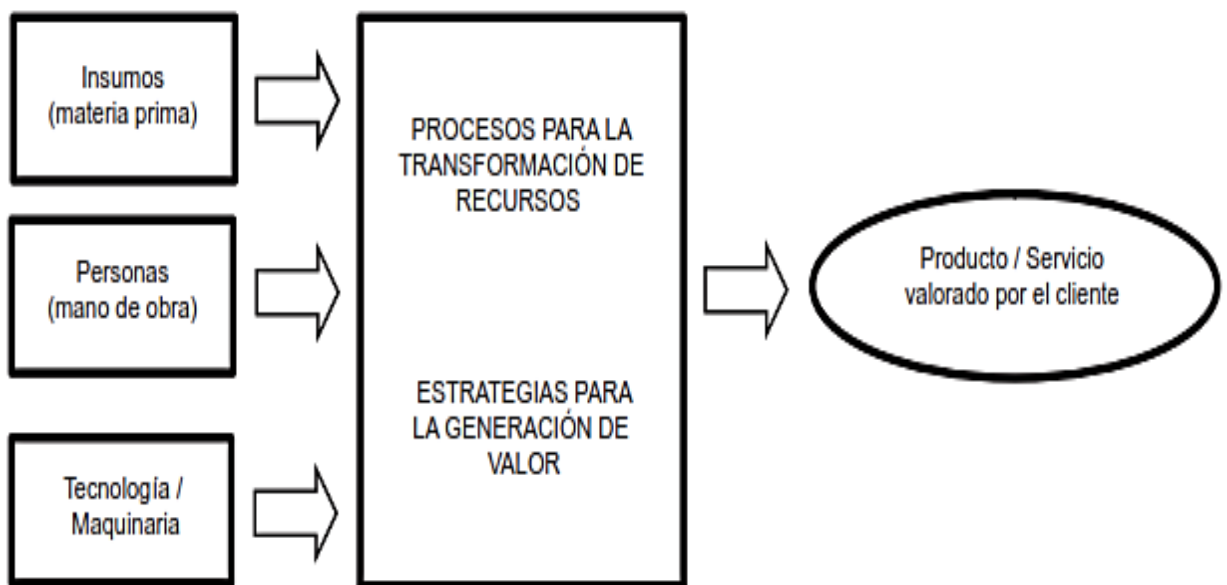 Insumos
(materia prima)
Personas
(mano de obra)
Tecnología /
Maquinaria
PROCESOS PARA LA
TRANSFORMACIÓN DE
RECURSOS
ESTRATEGIAS PARA
LA GENERACIÓN DE
VALOR
Producto / Servicio
valorado por el cliente